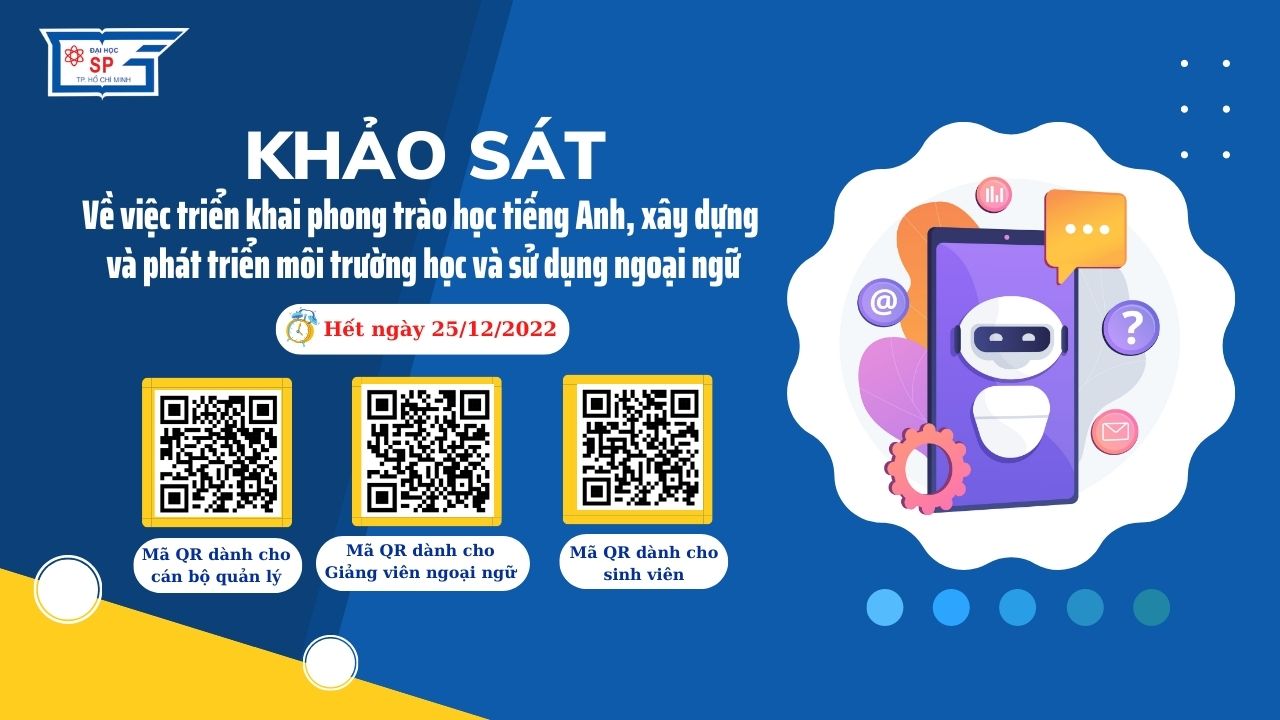 ĐẠI HỌC
SP
TP. HỒ CHÍ MINH
KHẢO SÁT
Về việc triển khai phong trào học tiếng Anh, xây dựng
và phát triển môi trường học và sử dụng ngoại ngữ
Hết ngày 25/12/2022
Mã QR dành cho
cán bộ quản lý
Mã QR dành cho
Giảng viên ngoại ngữ
Mã QR dành cho
sinh viên
@
?